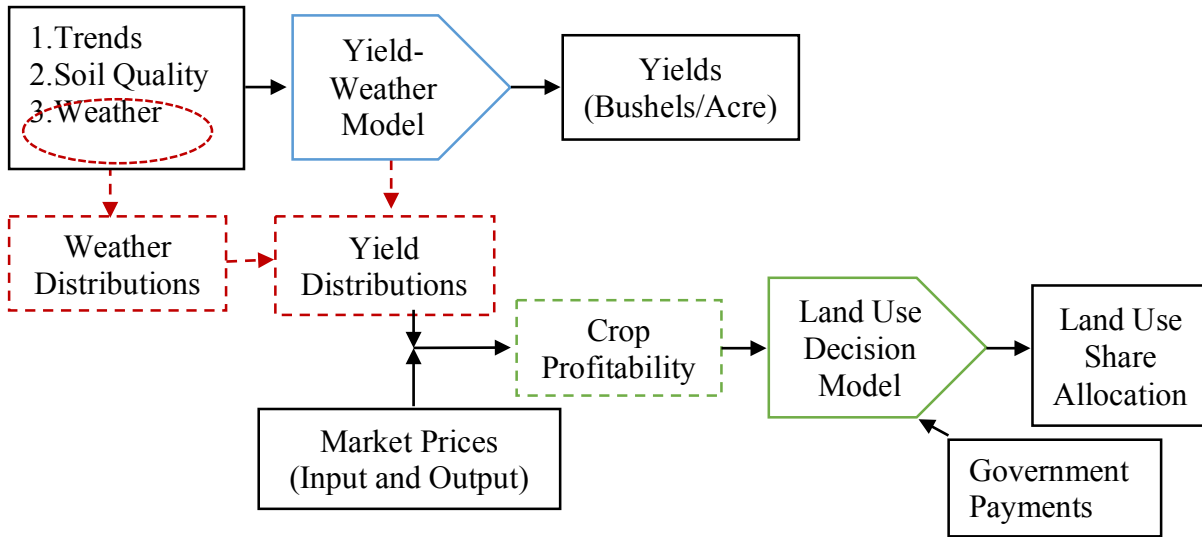 1.Trends
2.Soil Quality
3.Weather
Yield-
Weather
Model
Yields
(Bushels/Acre)
Weather
Distributions
Yield
Distributions
Crop
Profitability
Land Use
Decision
Model
Land Use
Share
Allocation
Market Prices
(Input and Output)
Government
Payments